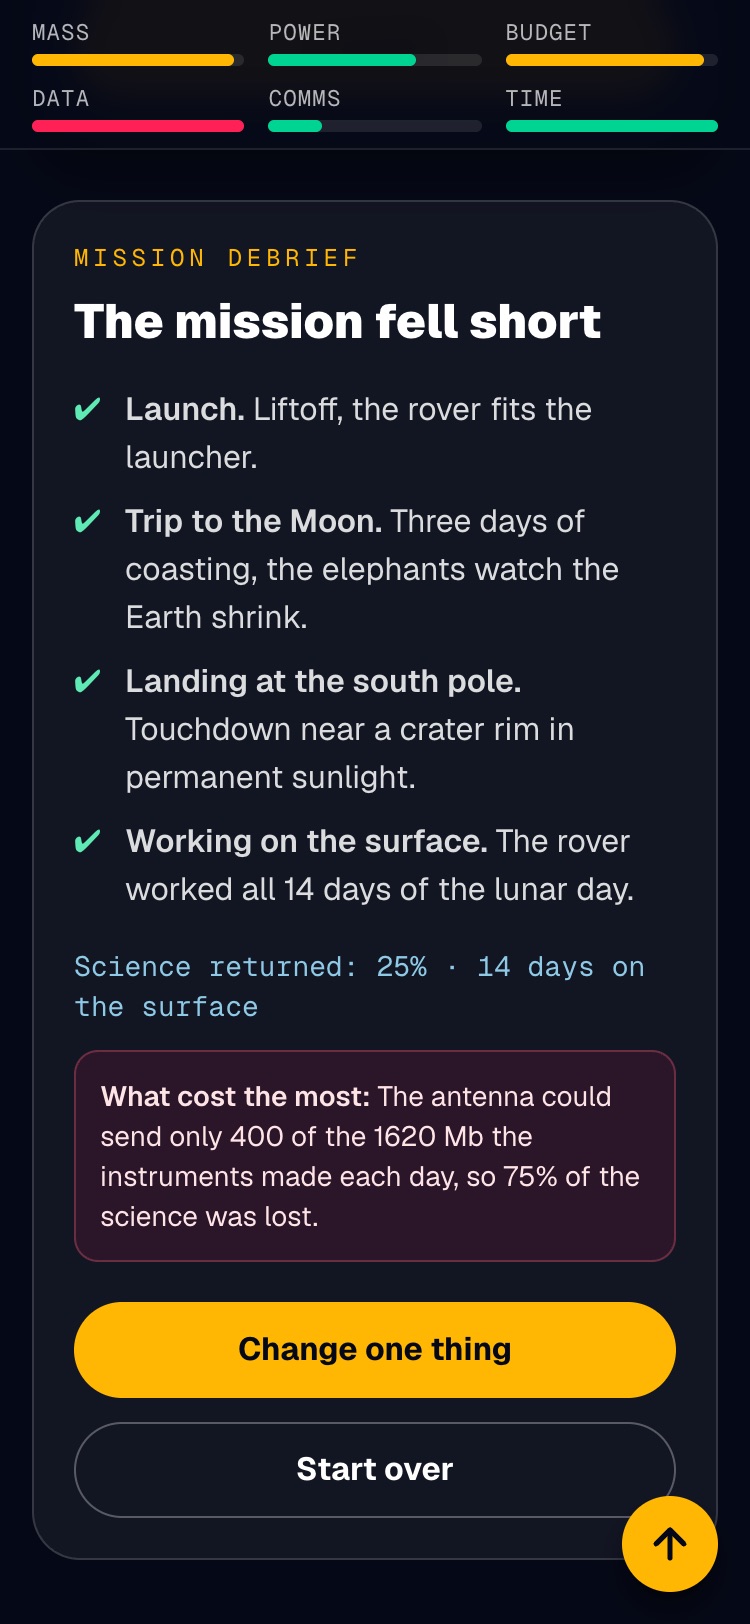 MASS POWER BUDGET
DATA COMMS TIME
MISSION DEBRIEF
The mission fell short
✔ Launch. Liftoff, the rover fits the
launcher.
✔ Trip to the Moon. Three days of
coasting, the elephants watch the
Earth shrink.
✔ Landing at the south pole.
Touchdown near a crater rim in
permanent sunlight.
✔ Working on the surface. The rover
worked all 14 days of the lunar day.
Science returned: 25% · 14 days on
the surface
What cost the most: The antenna could
send only 400 of the 1620 Mb the
instruments made each day, so 75% of the
science was lost.
Change one thing
Start over